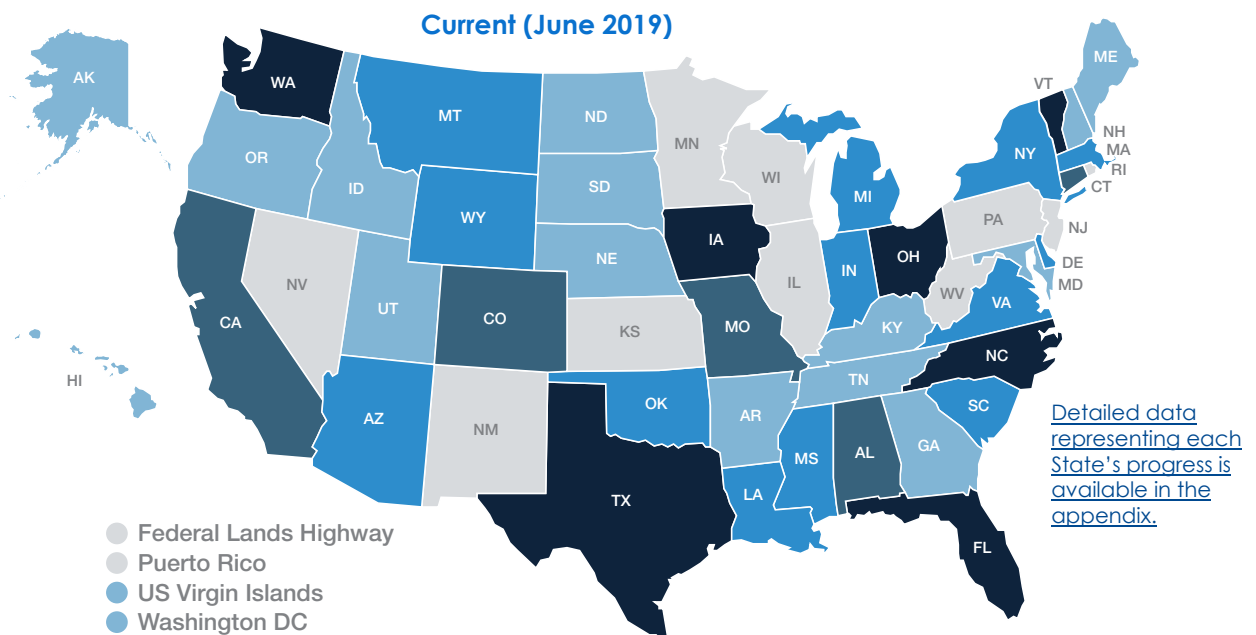 Current (June 2019)
AK
WA
MT
ND
MN
VT
ME
NH
MA
RI
CT
OR
ID
SD
WI
NY
MI
WY
IA
PA
NJ
NE
IL
IN
OH
DE
MD
NV
UT
CO
KS
MO
KY
WV
VA
CA
HI
AZ
NM
OK
AR
TN
NC
SC
TX
LA
MS
AL
GA
FL
Detailed data
representing each
State's progress is
available in the
appendix.
Federal Lands Highway
Puerto Rico
US Virgin Islands
Washington DC